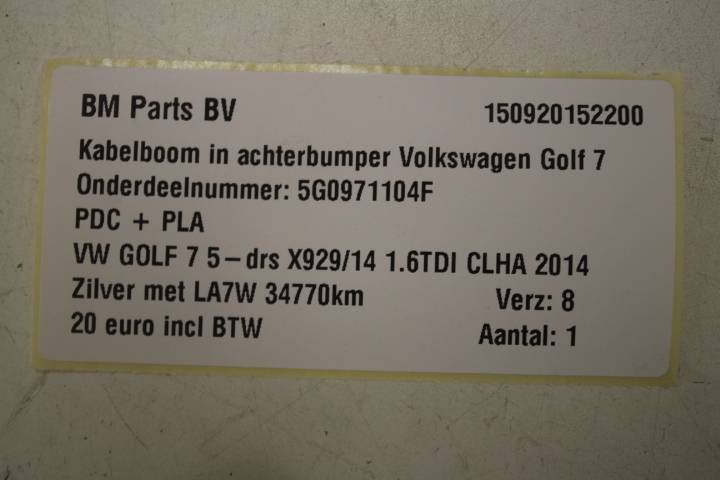 BM Parts BV 150920152200
Kabelboom in achterbumper Volkswagen Golf 7
Onderdeelnummer: 5G0971104F
PDC + PLA
VW GOLF 7 5-drs X929/14 1.6TDI CLHA 2014
Zilver met LA7W 34770km Verz: 8
20 euro incl BTW Aantal: 1